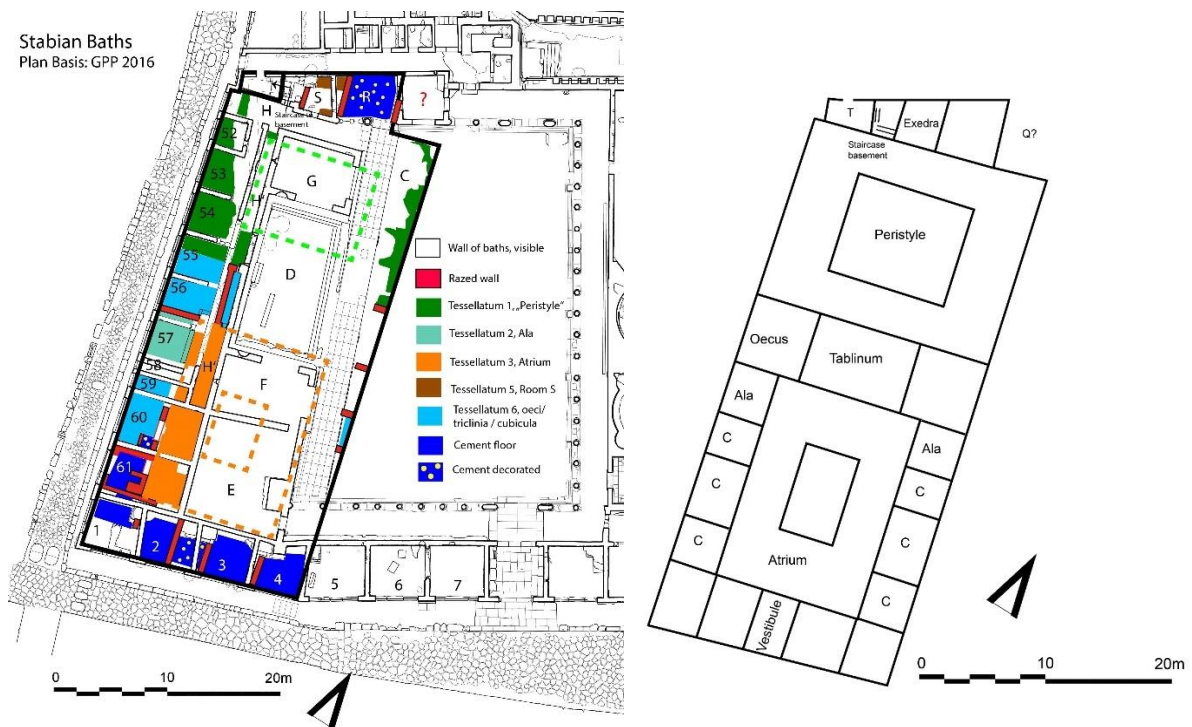 Stabian Baths
Plan Basis: GPP 2016
H
S
R
?
Staircase
basement
52
53
54
55
56
57
58
59
60
61
G
C
H
D
H'
F
E
1
2
3
4
5
6
7
Wall of baths, visible
Razed wall
Tessellatum 1, „Peristyle“
Tessellatum 2, Ala
Tessellatum 3, Atrium
Tessellatum 5, Room S
Tessellatum 6, oeci/
triclinia / cubicula
Cement floor
Cement decorated
0 10 20m
T
Exedra
Q?
Staircase
basement
Peristyle
Oecus
Tablinum
Ala
Ala
C
C
C
C
C
C
Atrium
Vestibule
0 10 20m